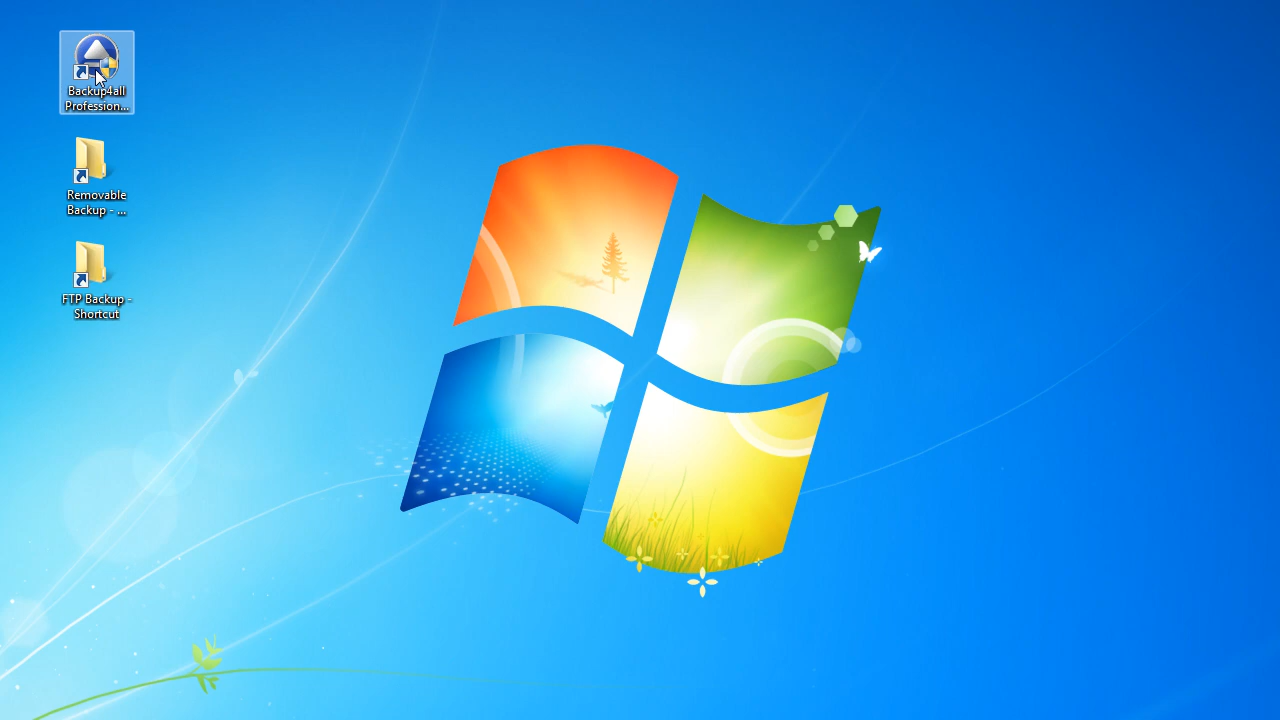 Backup4all
Profession...
Removable
Backup - ...
FTP Backup -
Shortcut